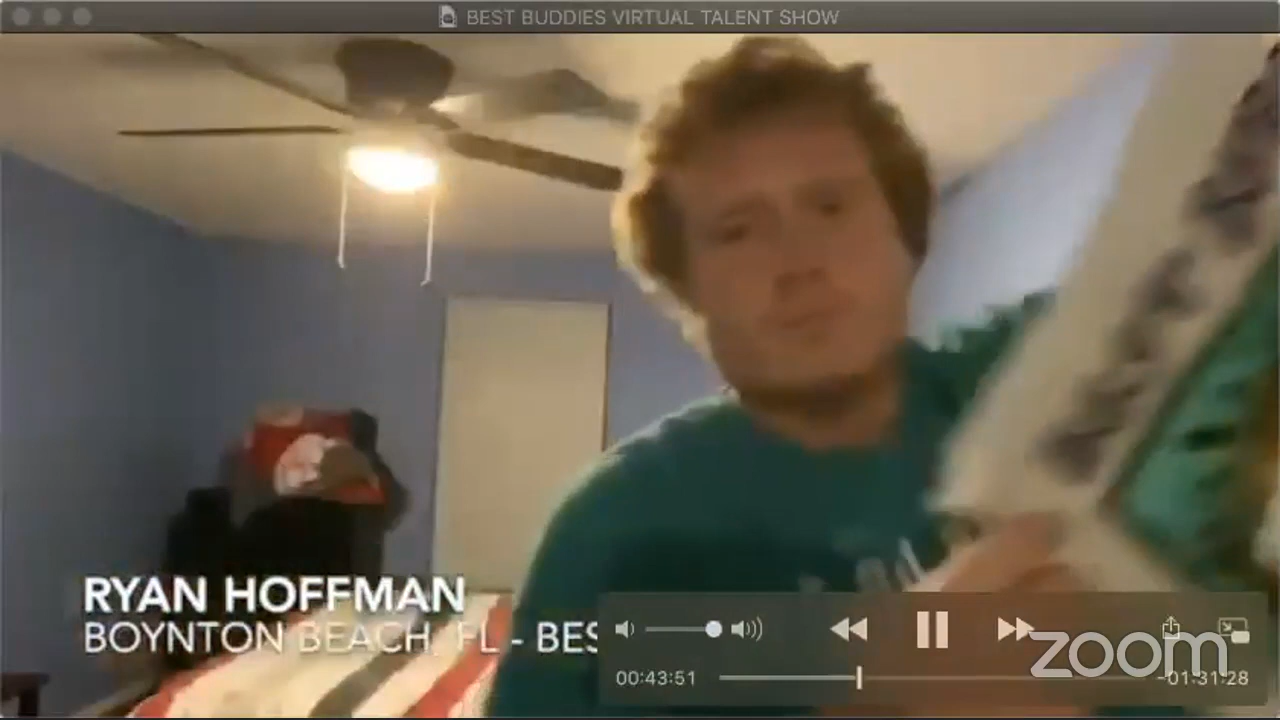 BEST BUDDIES VIRTUAL TALENT SHOW
RYAN HOFFMAN
BOYNTON BEACH, FL - BES
00:43:51
-01:31:28
zoom